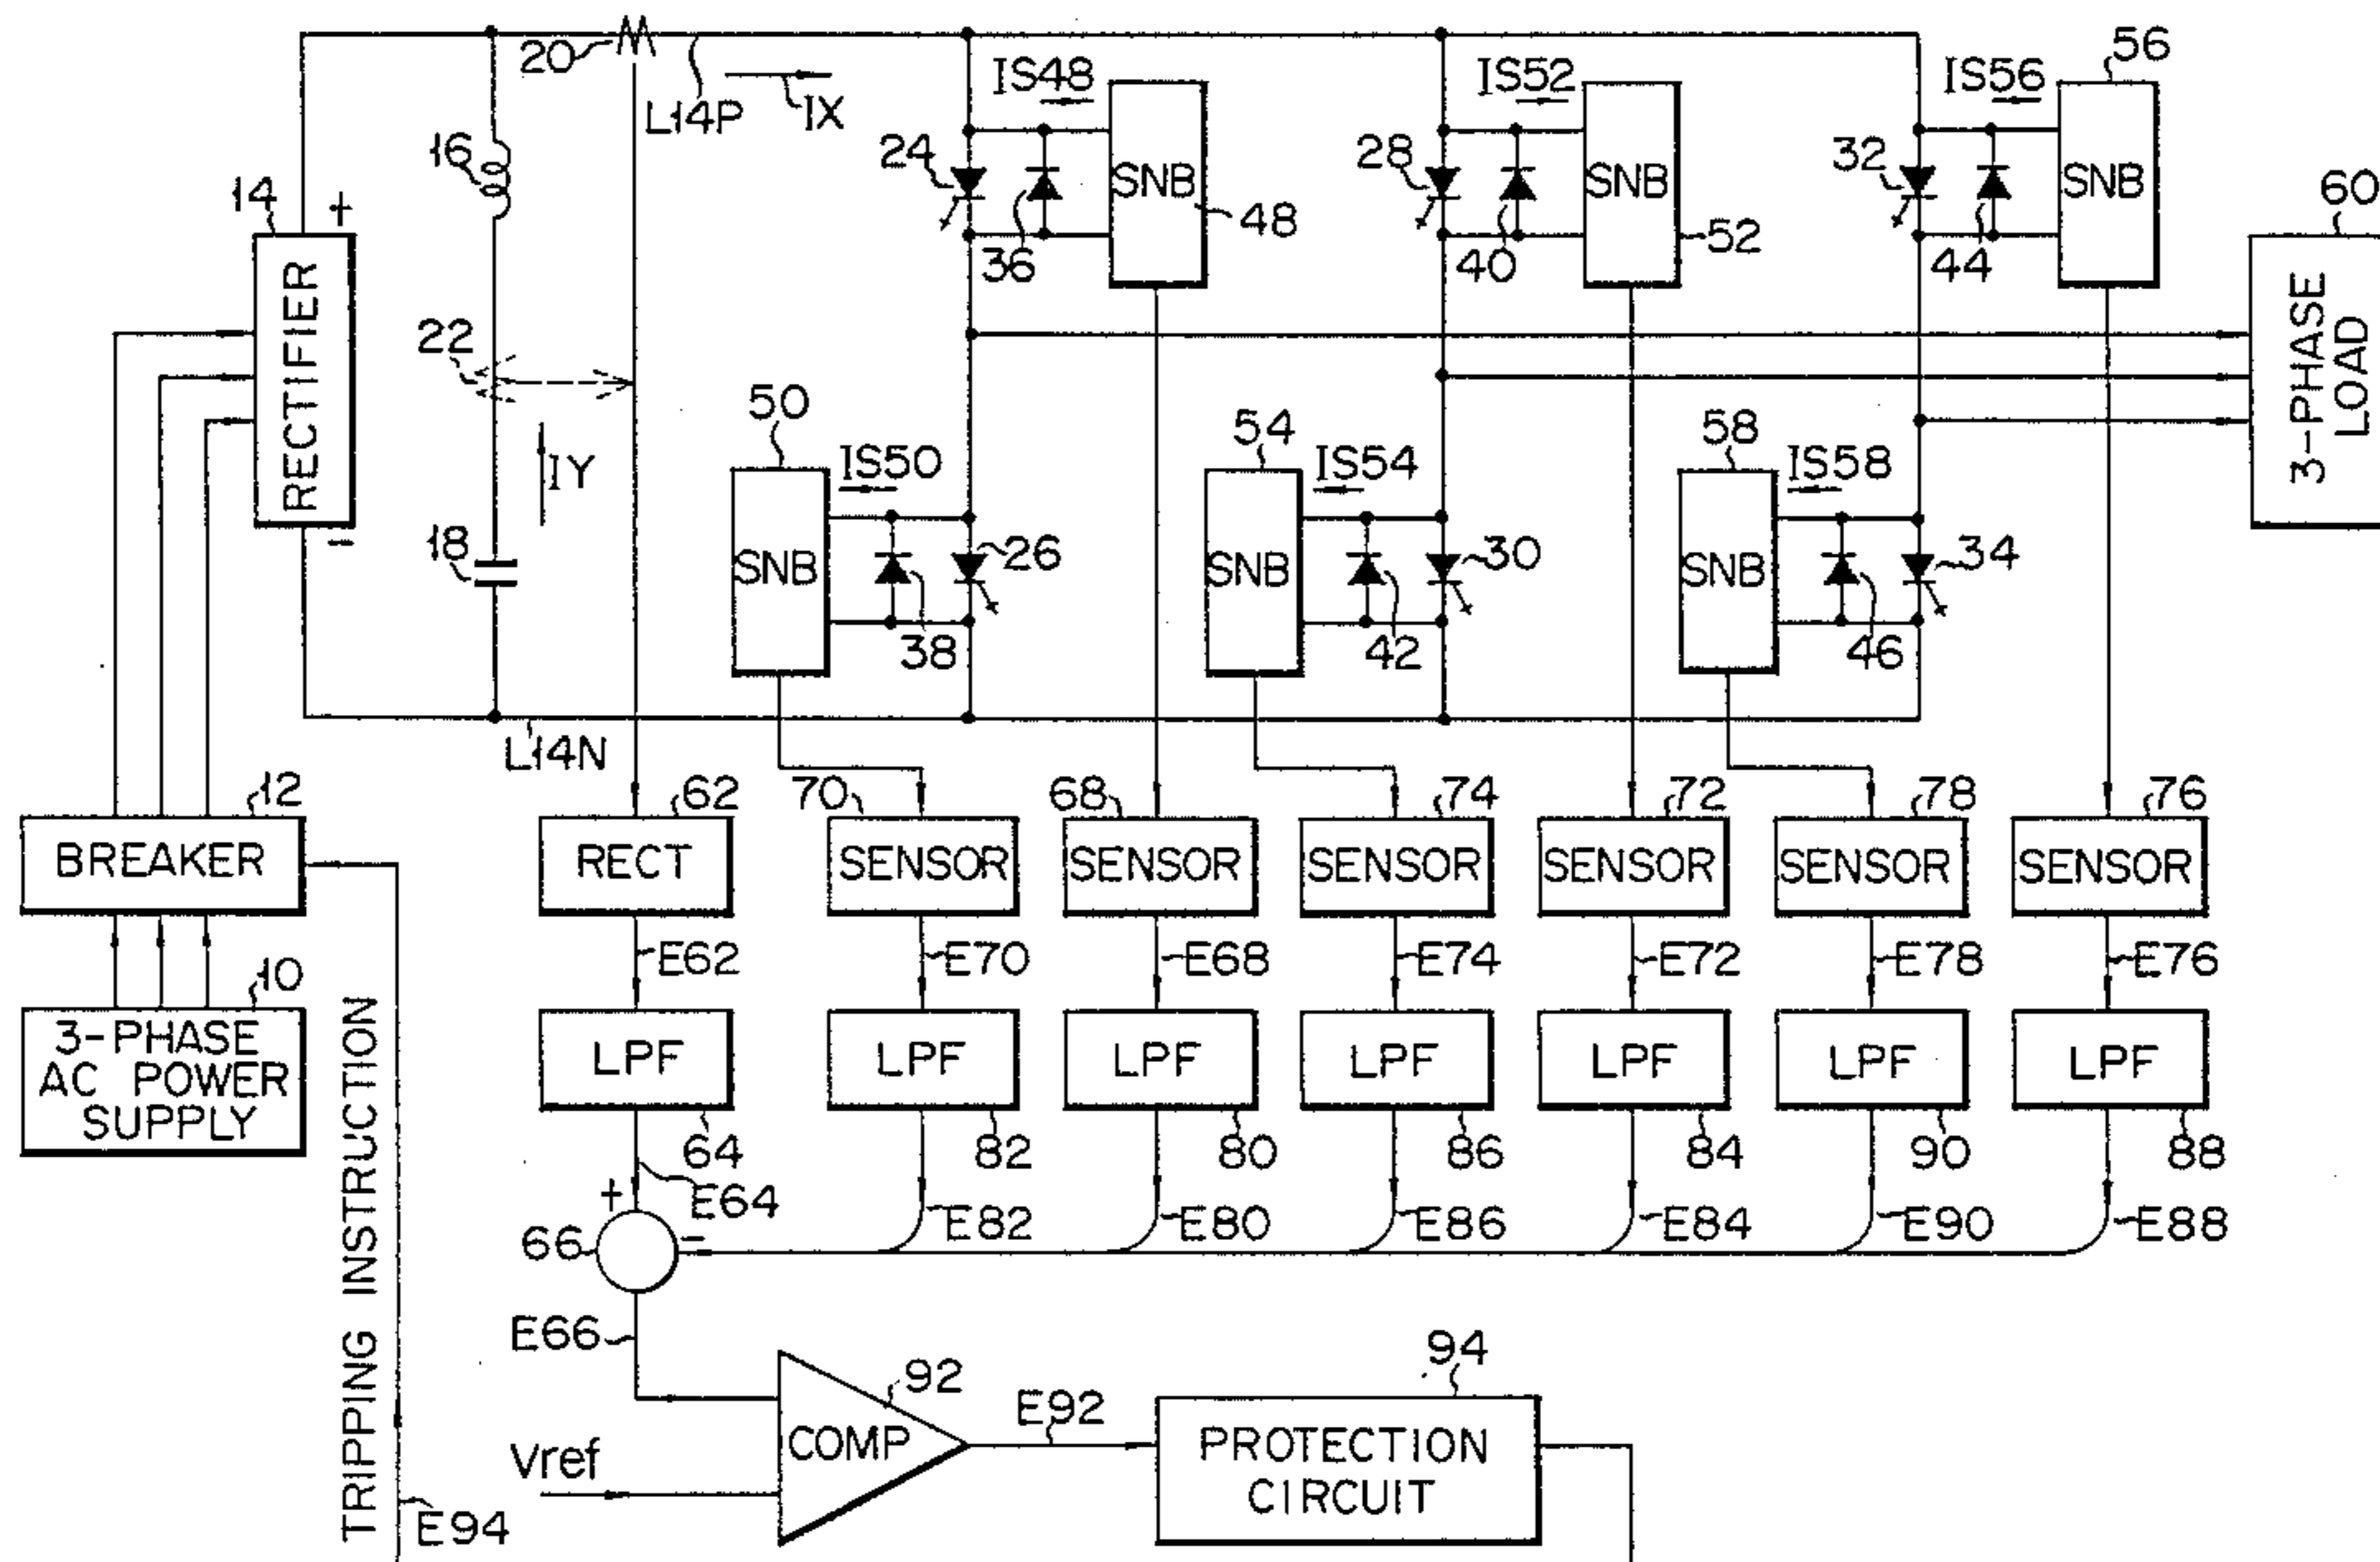 20
L14P
IX
IS48
IS52
IS56
56
16
24
SNB
48
28
SNB
52
32
SNB
60
14
+
36
40
44
RECTIFIER
3-PHASE
LOAD
22
IY
50
IS50
54
IS54
58
IS58
18
-
SNB
26
SNB
30
SNB
34
38
42
46
L14N
12
62
70
68
74
72
78
76
BREAKER
RECT
SENSOR
SENSOR
SENSOR
SENSOR
SENSOR
SENSOR
E62
E70
E68
E74
E72
E78
E76
10
3-PHASE
AC POWER
SUPPLY
LPF
LPF
LPF
LPF
LPF
LPF
LPF
64
82
80
86
84
90
88
+
E64
E82
E80
E86
E84
E90
E88
66
-
E66
TRIPPING INSTRUCTION
92
94
COMP
E92
PROTECTION
CIRCUIT
Vref
E94